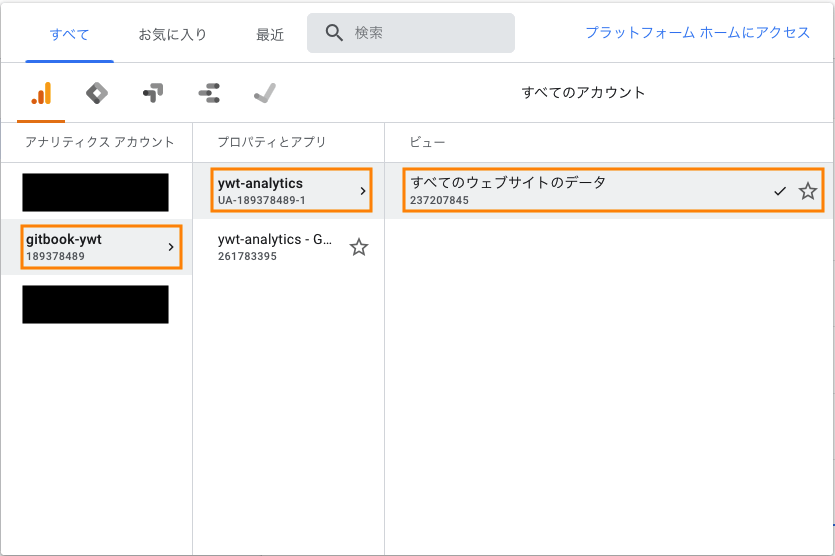 すべて
お気に入り
最近
検索
プラットフォーム ホームにアクセス
すべてのアカウント
アナリティクス アカウント
プロパティとアプリ
ビュー
gitbook-ywt
189378489
ywt-analytics
UA-189378489-1
ywt-analytics - G...
261783395
すべてのウェブサイトのデータ
237207845